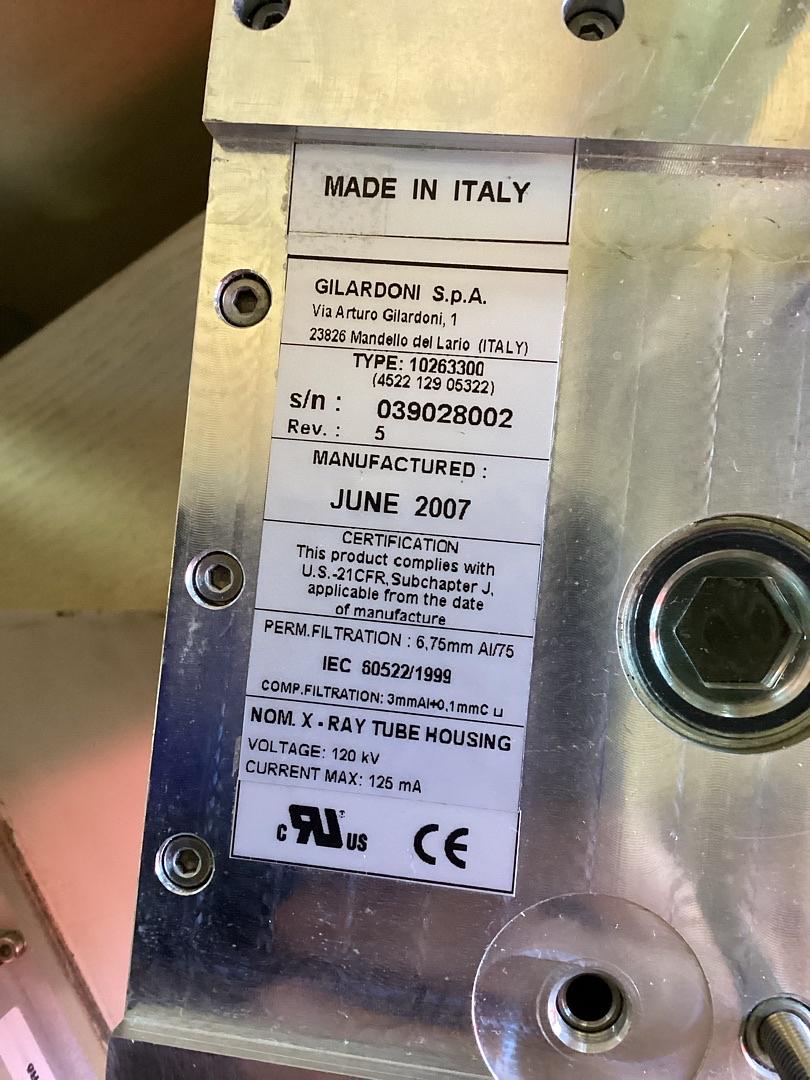 MADE IN ITALY
GILARDONI S.p.A.
Via Arturo Gilardoni, 1
23826 Mandello del Lario (ITALY)
TYPE: 10263300
(4522 129 05322)
s/n : 039028002
Rev. : 5
MANUFACTURED :
JUNE 2007
CERTIFICATION
This product complies with
U.S.-21CFR, Subchapter J,
applicable from the date
of manufacture
PERM.FILTRATION : 6,75mm Al/75
IEC 60522/1999
COMP.FILTRATION: 3mmAl+0,1mmC u
NOM. X - RAY TUBE HOUSING
VOLTAGE: 120 kV
CURRENT MAX: 125 mA
c RU US CE